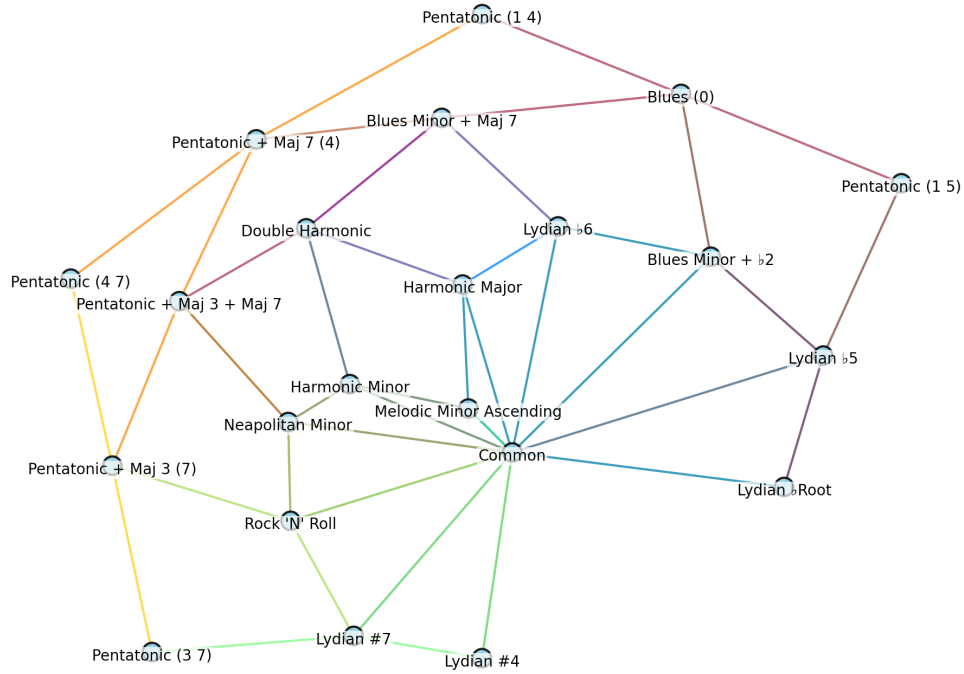 Pentatonic (1 4)
Blues (0)
Blues Minor + Maj 7
Pentatonic + Maj 7 (4)
Pentatonic (1 5)
Double Harmonic
Lydian ♭6
Blues Minor + ♭2
Pentatonic (4 7)
Harmonic Major
Pentatonic + Maj 3 + Maj 7
Lydian ♭5
Harmonic Minor
Melodic Minor Ascending
Neapolitan Minor
Common
Pentatonic + Maj 3 (7)
Lydian ♭Root
Rock 'N' Roll
Lydian #7
Pentatonic (3 7)
Lydian #4